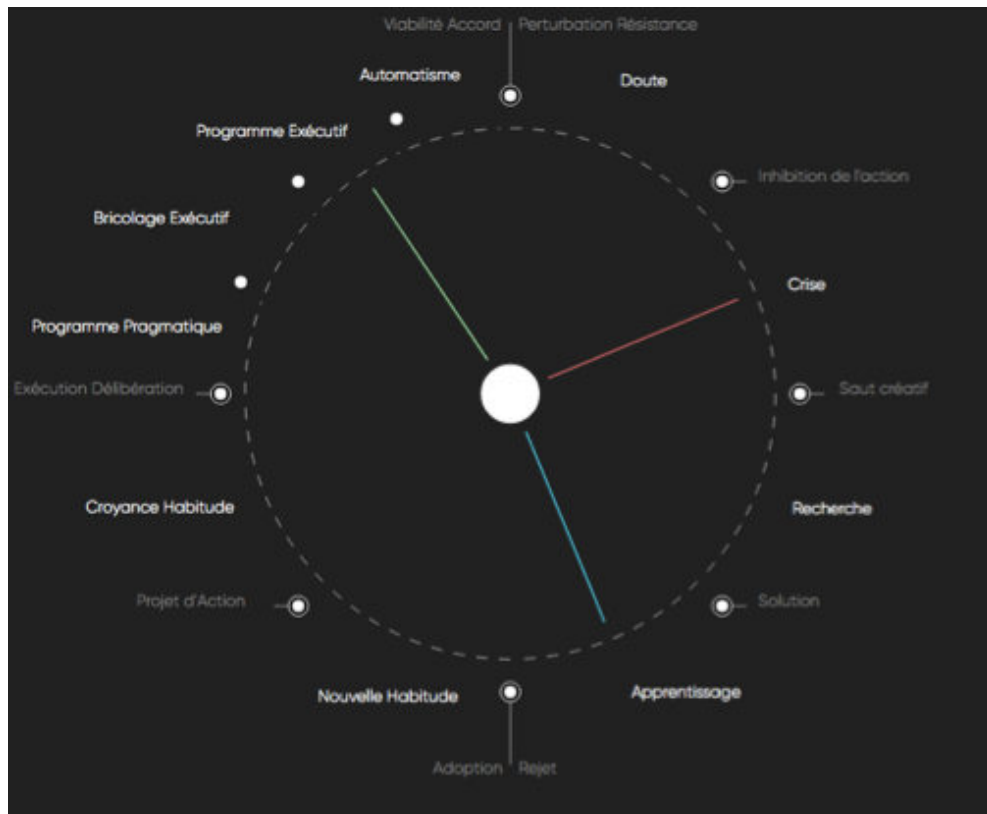 Viabilité Accord | Perturbation Résistance
Automatisme
Doute
Programme Exécutif
Inhibition de l'action
Bricolage Exécutif
Crise
Programme Pragmatique
Exécution Délibération
Saut créatif
Croyance Habitude
Recherche
Projet d'Action
Solution
Nouvelle Habitude
Apprentissage
Adoption | Rejet